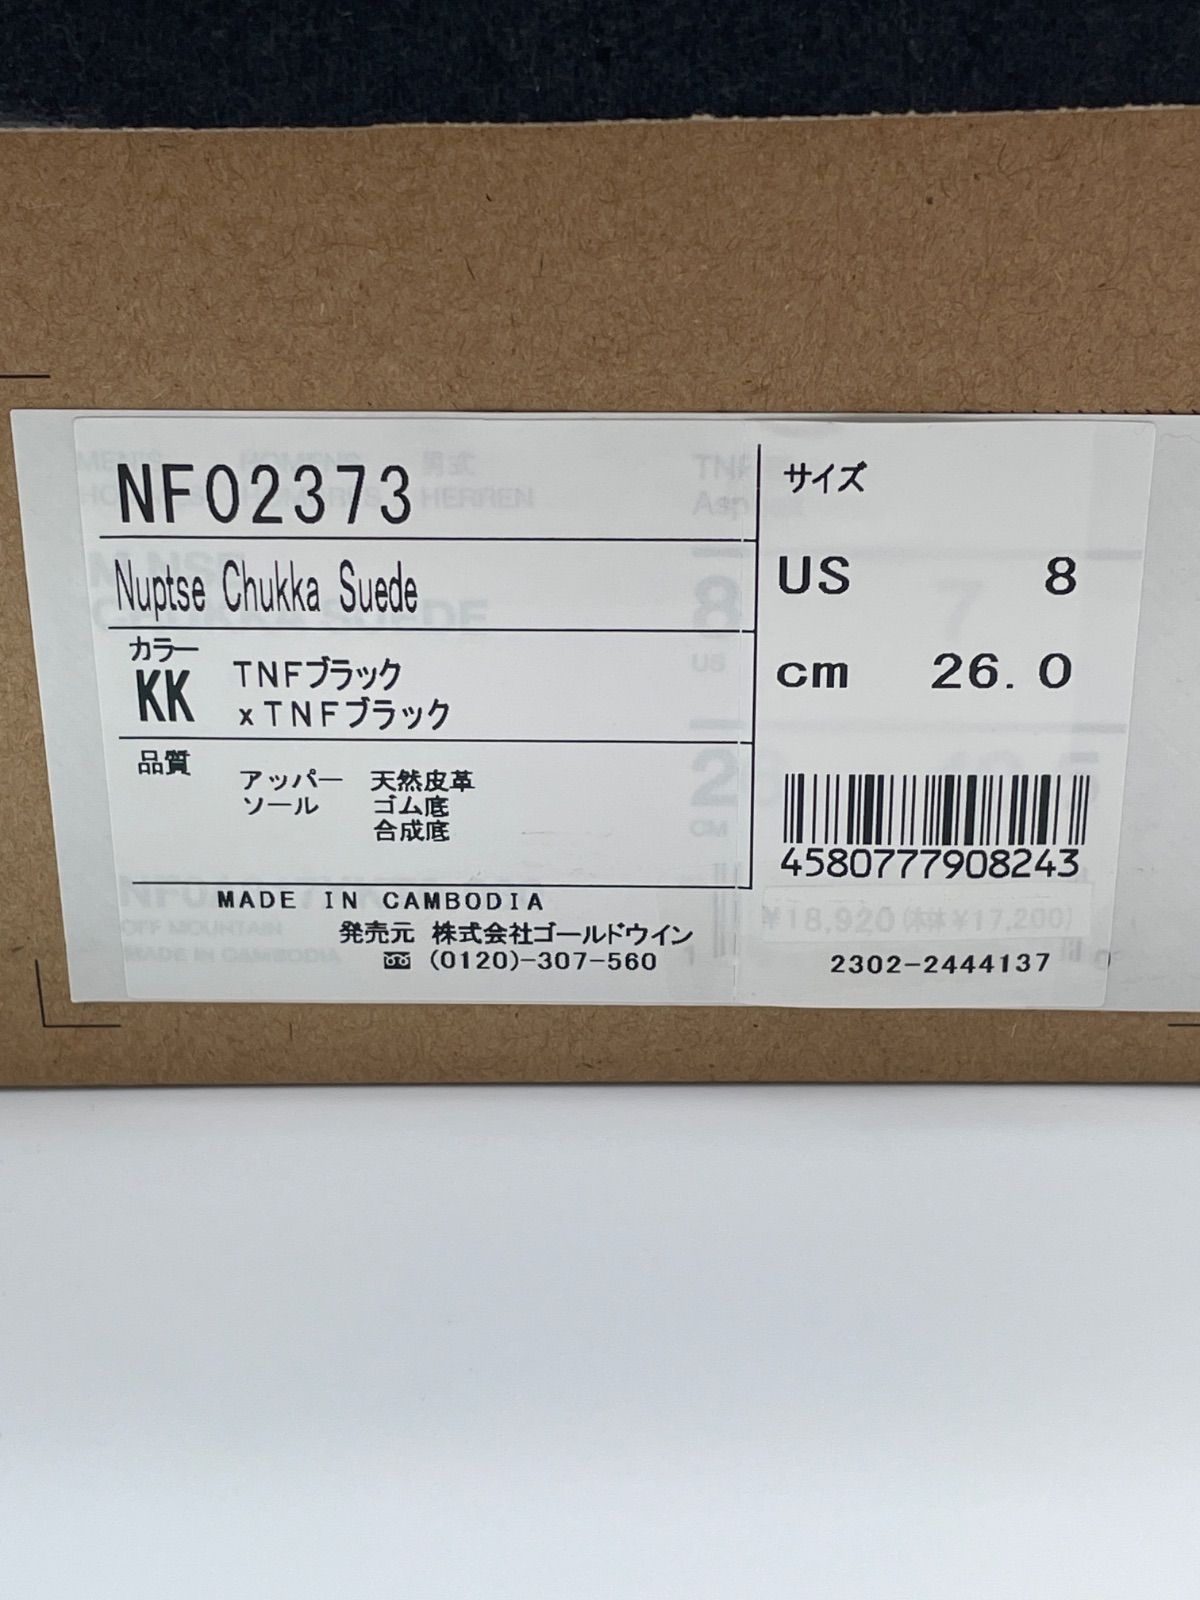 NF02373
Nuptse Chukka Suede
カラー
KK
TNFブラック
xTNFブラック
品質
アッパー 天然皮革
ソール ゴム底
合成底
MADE IN CAMBODIA
発売元 株式会社ゴールドウイン
(0120)-307-560
サイズ
US 8
cm 26.0
4580777908243
¥18,920(本体¥17,200)
2302-2444137